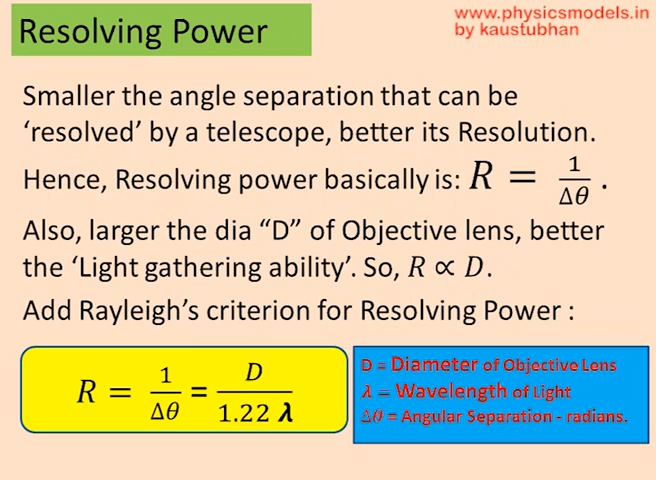 Resolving Power
www.physicsmodels.in
by kaustubhan
Smaller the angle separation that can be
‘resolved’ by a telescope, better its Resolution.
Hence, Resolving power basically is: R = 1/Δθ .
Also, larger the dia “D” of Objective lens, better
the ‘Light gathering ability’. So, R ∝ D.
Add Rayleigh’s criterion for Resolving Power :
R = 1/Δθ = D/1.22 λ
D = Diameter of Objective Lens
λ = Wavelength of Light
Δθ = Angular Separation - radians.